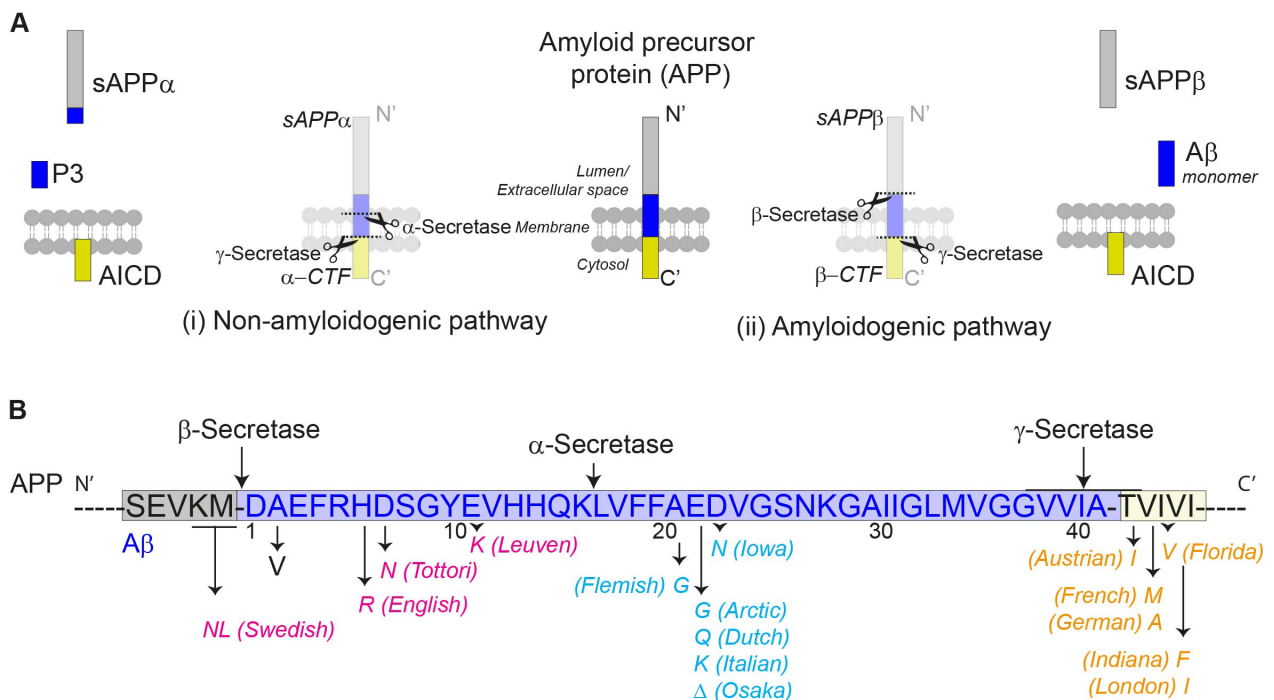 A
Amyloid precursor
protein (APP)
sAPPα
P3
AICD
sAPPα
N'
α-Secretase
γ-Secretase
α–CTF
C'
(i) Non-amyloidogenic pathway
N'
Lumen/
Extracellular space
Membrane
Cytosol
C'
sAPPβ
N'
β-Secretase
γ-Secretase
β–CTF
C'
(ii) Amyloidogenic pathway
sAPPβ
Aβ
monomer
AICD
B
β-Secretase
α-Secretase
γ-Secretase
APP N'
SEVKM-DAEFRHDSGYEVHHQKLVFFAEDVGSNKGAIIGLMVGGVVIA-TVIVI
C'
Aβ
1 10 20 30 40
V
NL (Swedish)
R (English)
N (Tottori)
K (Leuven)
(Flemish) G
N (Iowa)
G (Arctic)
Q (Dutch)
K (Italian)
Δ (Osaka)
(Austrian) I
V (Florida)
(French) M
(German) A
(Indiana) F
(London) I